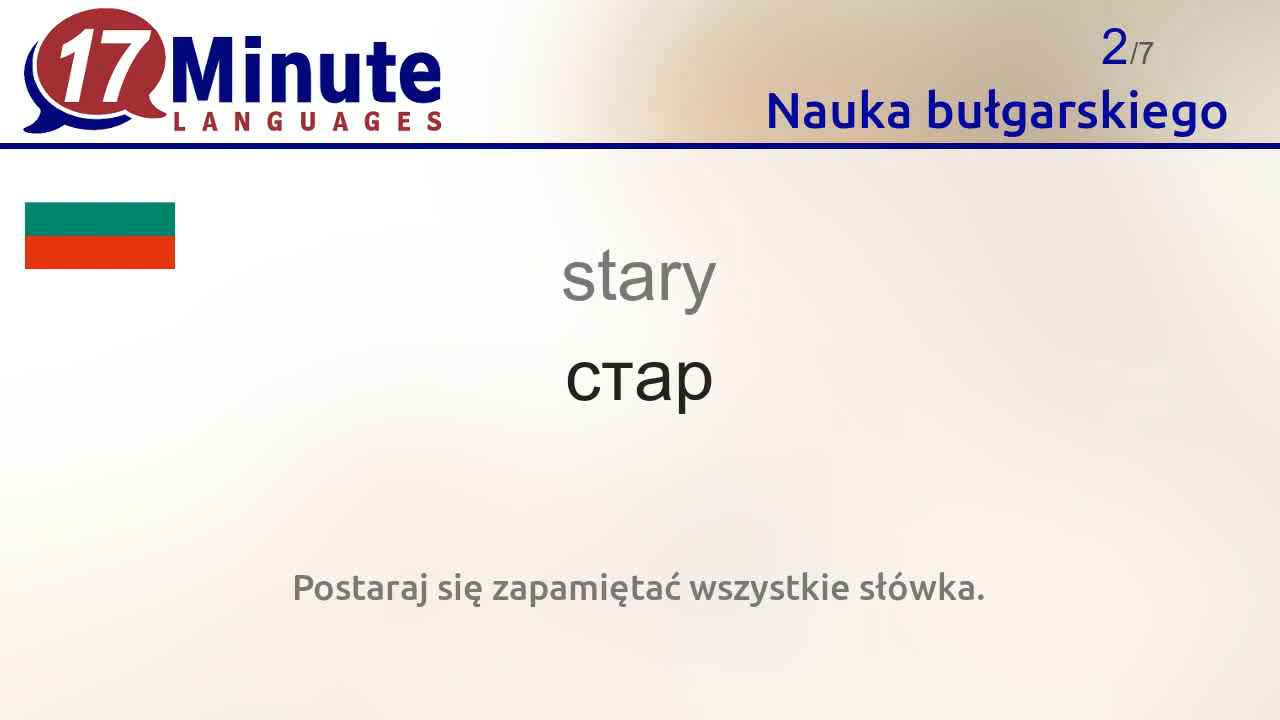 17 Minute
LANGUAGES
2/7
Nauka bułgarskiego
stary
стар
Postaraj się zapamiętać wszystkie słówka.